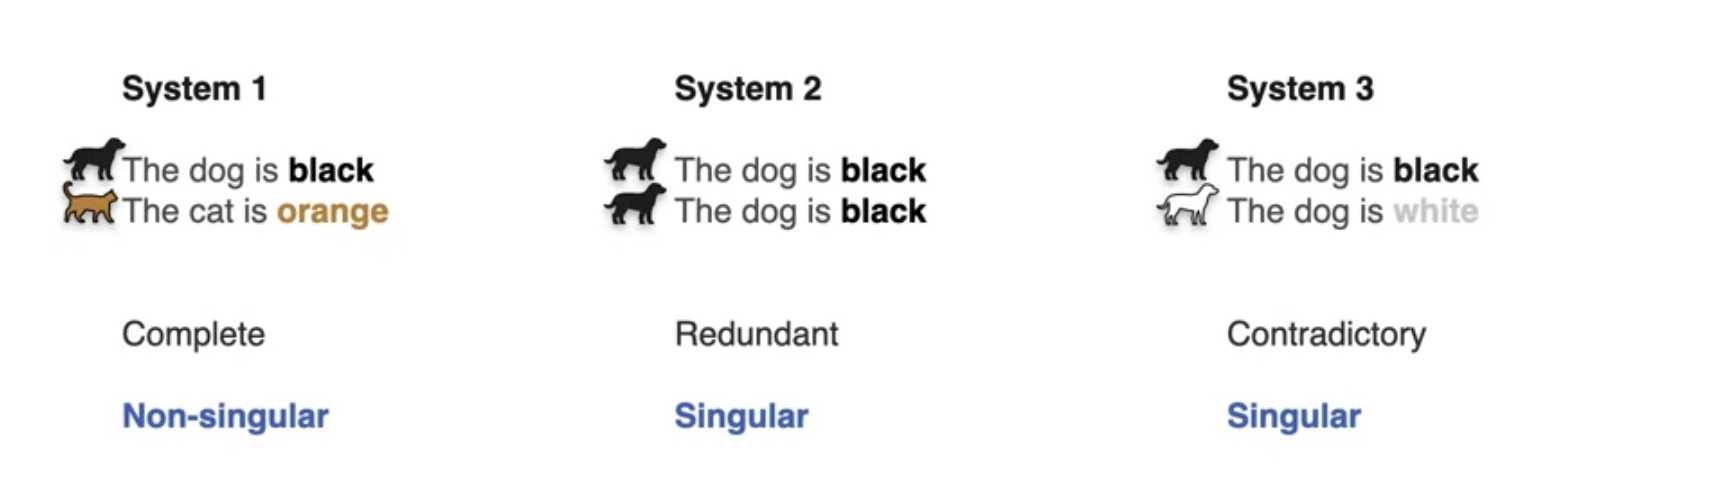 System 1
The dog is black
The cat is orange
Complete
Non-singular
System 2
The dog is black
The dog is black
Redundant
Singular
System 3
The dog is black
The dog is white
Contradictory
Singular